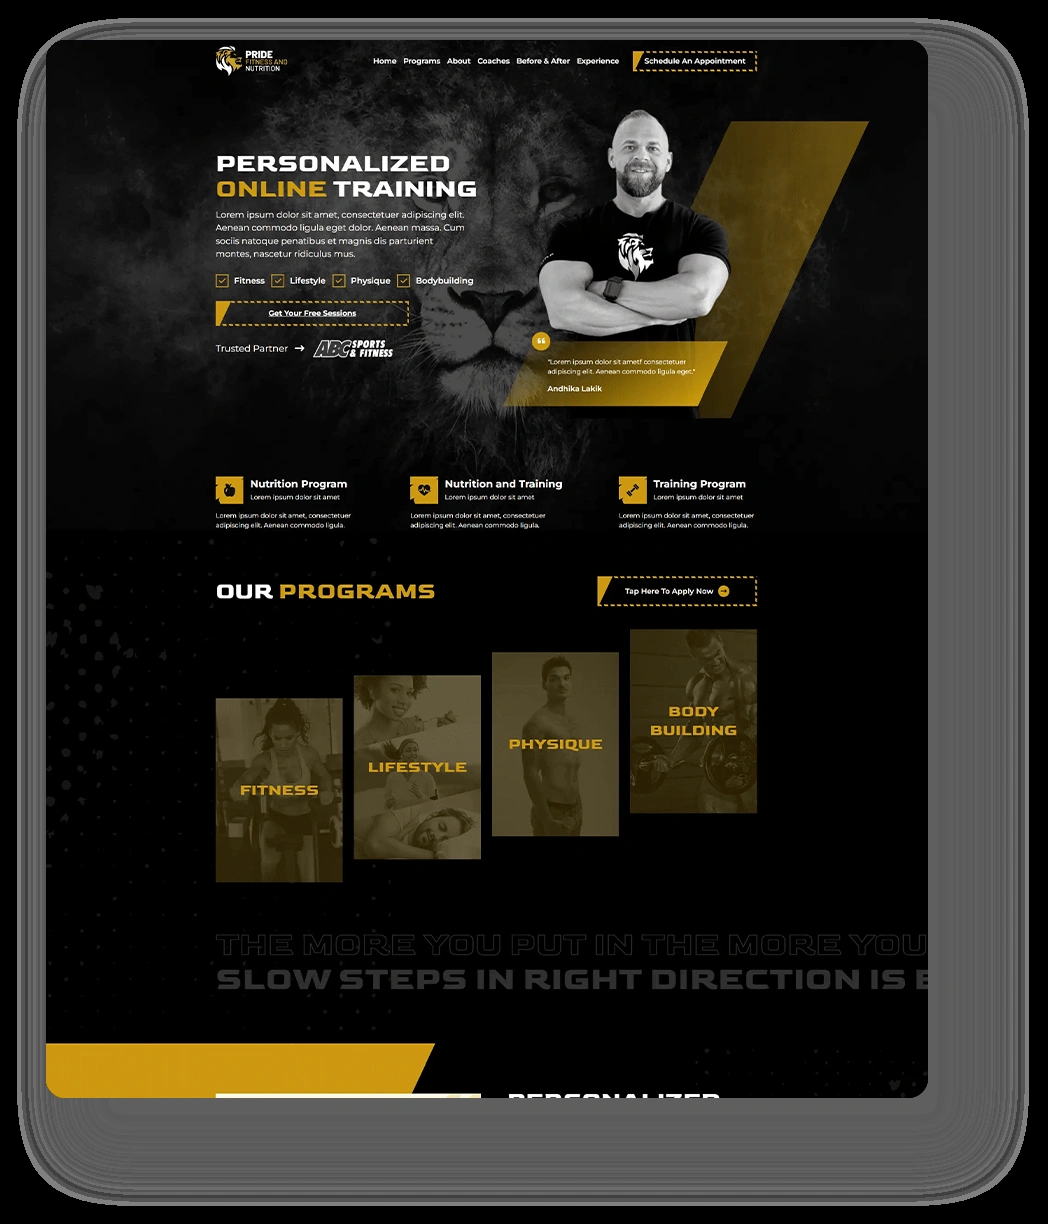 PRIDE
FITNESS AND
NUTRITION
Home Programs About Coaches Before & After Experience Schedule An Appointment
PERSONALIZED
ONLINE TRAINING
Lorem ipsum dolor sit amet, consectetuer adipiscing elit.
Aenean commodo ligula eget dolor. Aenean massa. Cum
sociis natoque penatibus et magnis dis parturient
montes, nascetur ridiculus mus.
Fitness Lifestyle Physique Bodybuilding
Get Your Free Sessions
Trusted Partner → ABC SPORTS
& FITNESS
"Lorem ipsum dolor sit ametf consectetuer
adipiscing elit. Aenean commodo ligula eget."
Andhika Lakik
Nutrition Program
Lorem ipsum dolor sit amet
Lorem ipsum dolor sit amet, consectetuer
adipiscing elit, Aenean commodo ligula.
Nutrition and Training
Lorem ipsum dolor sit amet
Lorem ipsum dolor sit amet, consectetuer
adipiscing elit, Aenean commodo ligula.
Training Program
Lorem ipsum dolor sit amet
Lorem ipsum dolor sit amet, consectetuer
adipiscing elit, Aenean commodo ligula.
OUR PROGRAMS
Tap Here To Apply Now
FITNESS
LIFESTYLE
PHYSIQUE
BODY
BUILDING
THE MORE YOU PUT IN THE MORE YOU
SLOW STEPS IN RIGHT DIRECTION IS
PERSONALIZED